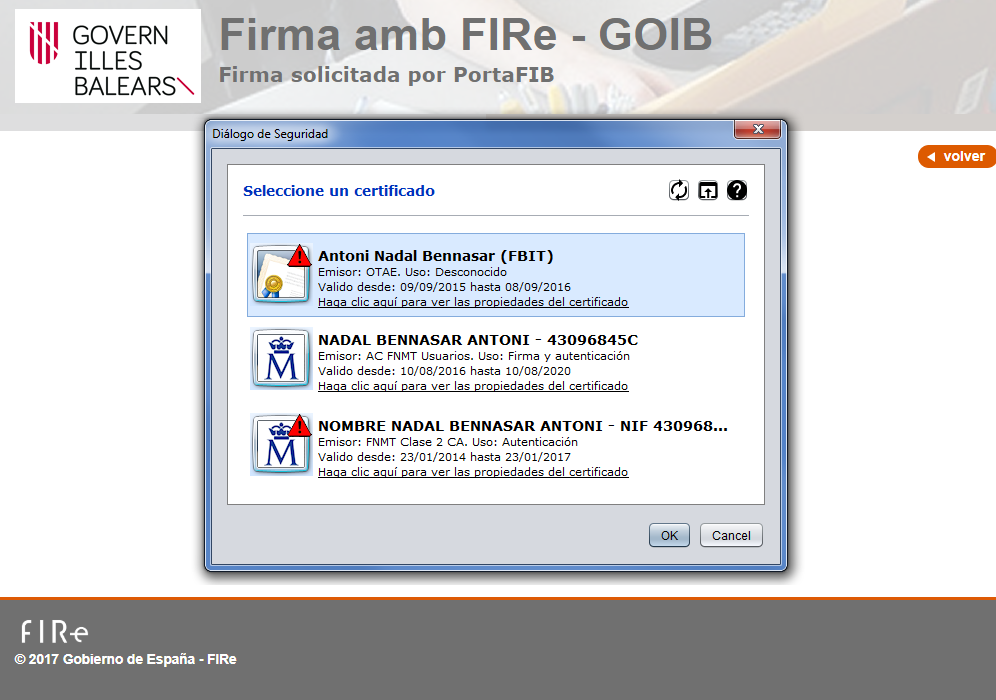 GOVERN
ILLES
BALEARS
Firma amb FIRe - GOIB
Firma solicitada por PortaFIB
Diálogo de Seguridad
volver
Seleccione un certificado
Antoni Nadal Bennasar (FBIT)
Emisor: OTAE. Uso: Desconocido
Valido desde: 09/09/2015 hasta 08/09/2016
Haga clic aquí para ver las propiedades del certificado
NADAL BENNASAR ANTONI - 43096845C
Emisor: AC FNMT Usuarios. Uso: Firma y autenticación
Valido desde: 10/08/2016 hasta 10/08/2020
Haga clic aquí para ver las propiedades del certificado
NOMBRE NADAL BENNASAR ANTONI - NIF 430968...
Emisor: FNMT Clase 2 CA. Uso: Autenticación
Valido desde: 23/01/2014 hasta 23/01/2017
Haga clic aquí para ver las propiedades del certificado
OK Cancel
FIRe
© 2017 Gobierno de España - FIRe